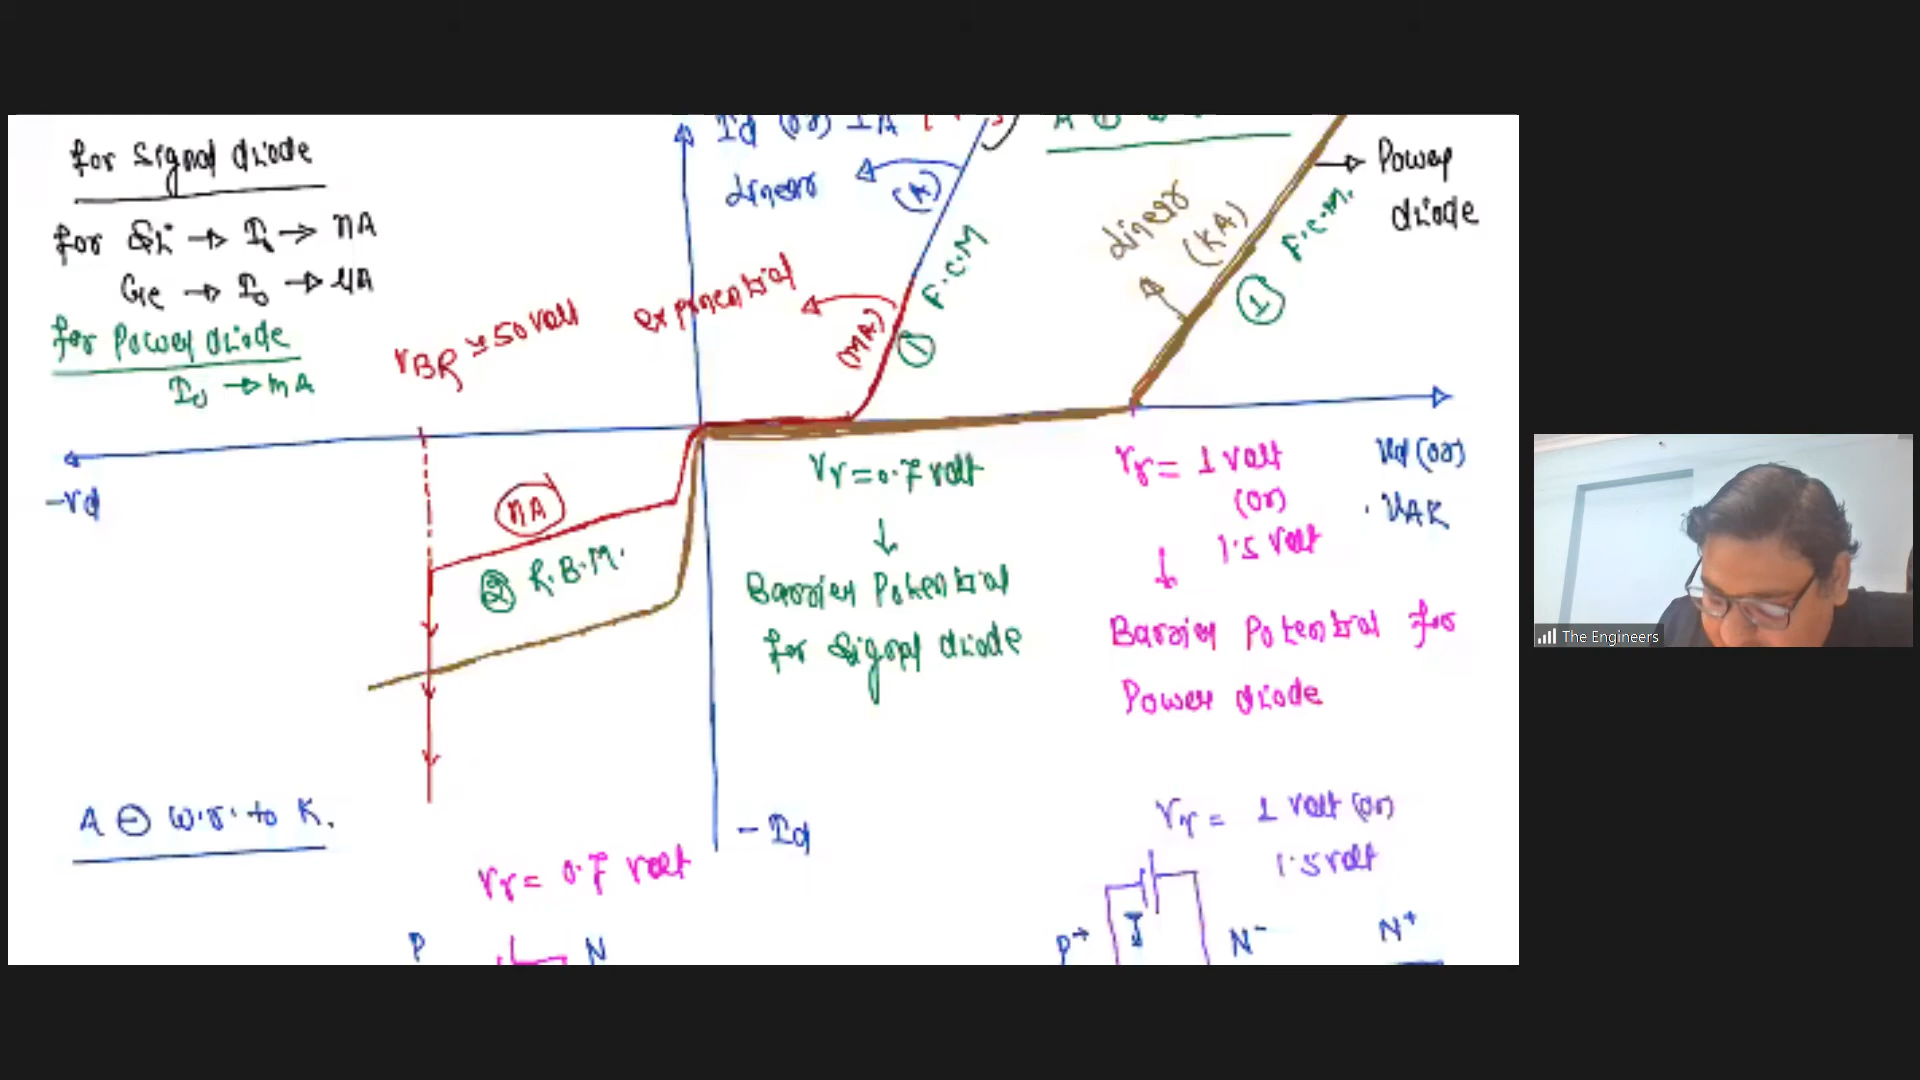 for Signal diode
for Si → I₀ → nA
Ge → I₀ → μA
for Power diode
I₀ → mA
Id (or) IA
linear
(A)
F.C.M
exponential
(mA)
①
VBR ≃ 50 volt
linear
(KA)
F.C.M.
①
Power
diode
-Vd
nA
② R.B.M.
Vγ = 0.7 volt
↓
Barrier Potential
for Signal diode
Vγ = 1 volt
(or)
1.5 volt
↓
Barrier Potential for
Power diode
Vd (or)
VAK
A ⊖ w.r. to K.
- Id
Vγ = 0.7 volt
P
N
Vγ = 1 volt (or)
1.5 volt
P+
J
N-
N+
The Engineers